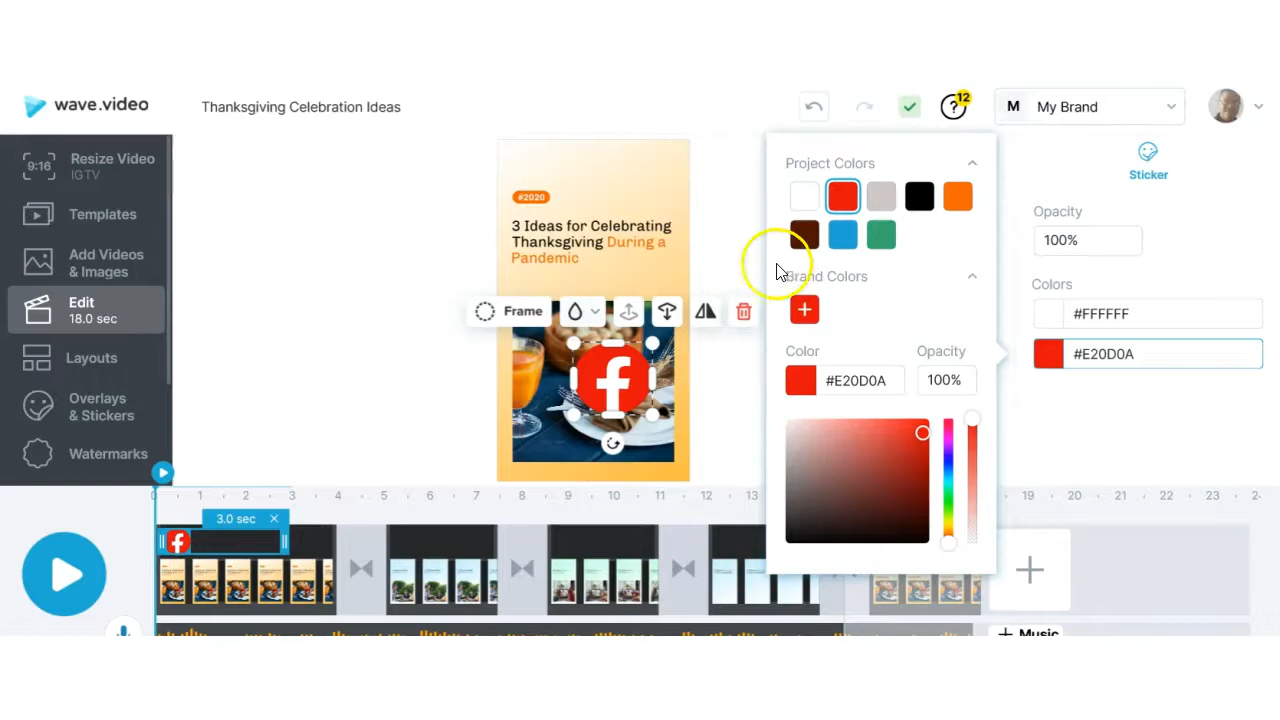 wave.video
Thanksgiving Celebration Ideas
12
?
M My Brand
9:16
Resize Video
IGTV
Templates
Add Videos
& Images
Edit
18.0 sec
Layouts
Overlays
& Stickers
Watermarks
#2020
3 Ideas for Celebrating
Thanksgiving During a
Pandemic
Frame
Project Colors
Brand Colors
Color
Opacity
#E20D0A
100%
Sticker
Opacity
100%
Colors
#FFFFFF
#E20D0A
0 1 2 3 4 5 6 7 8 9 10 11 12 13 19 20 21 22 23 2
3.0 sec
Music